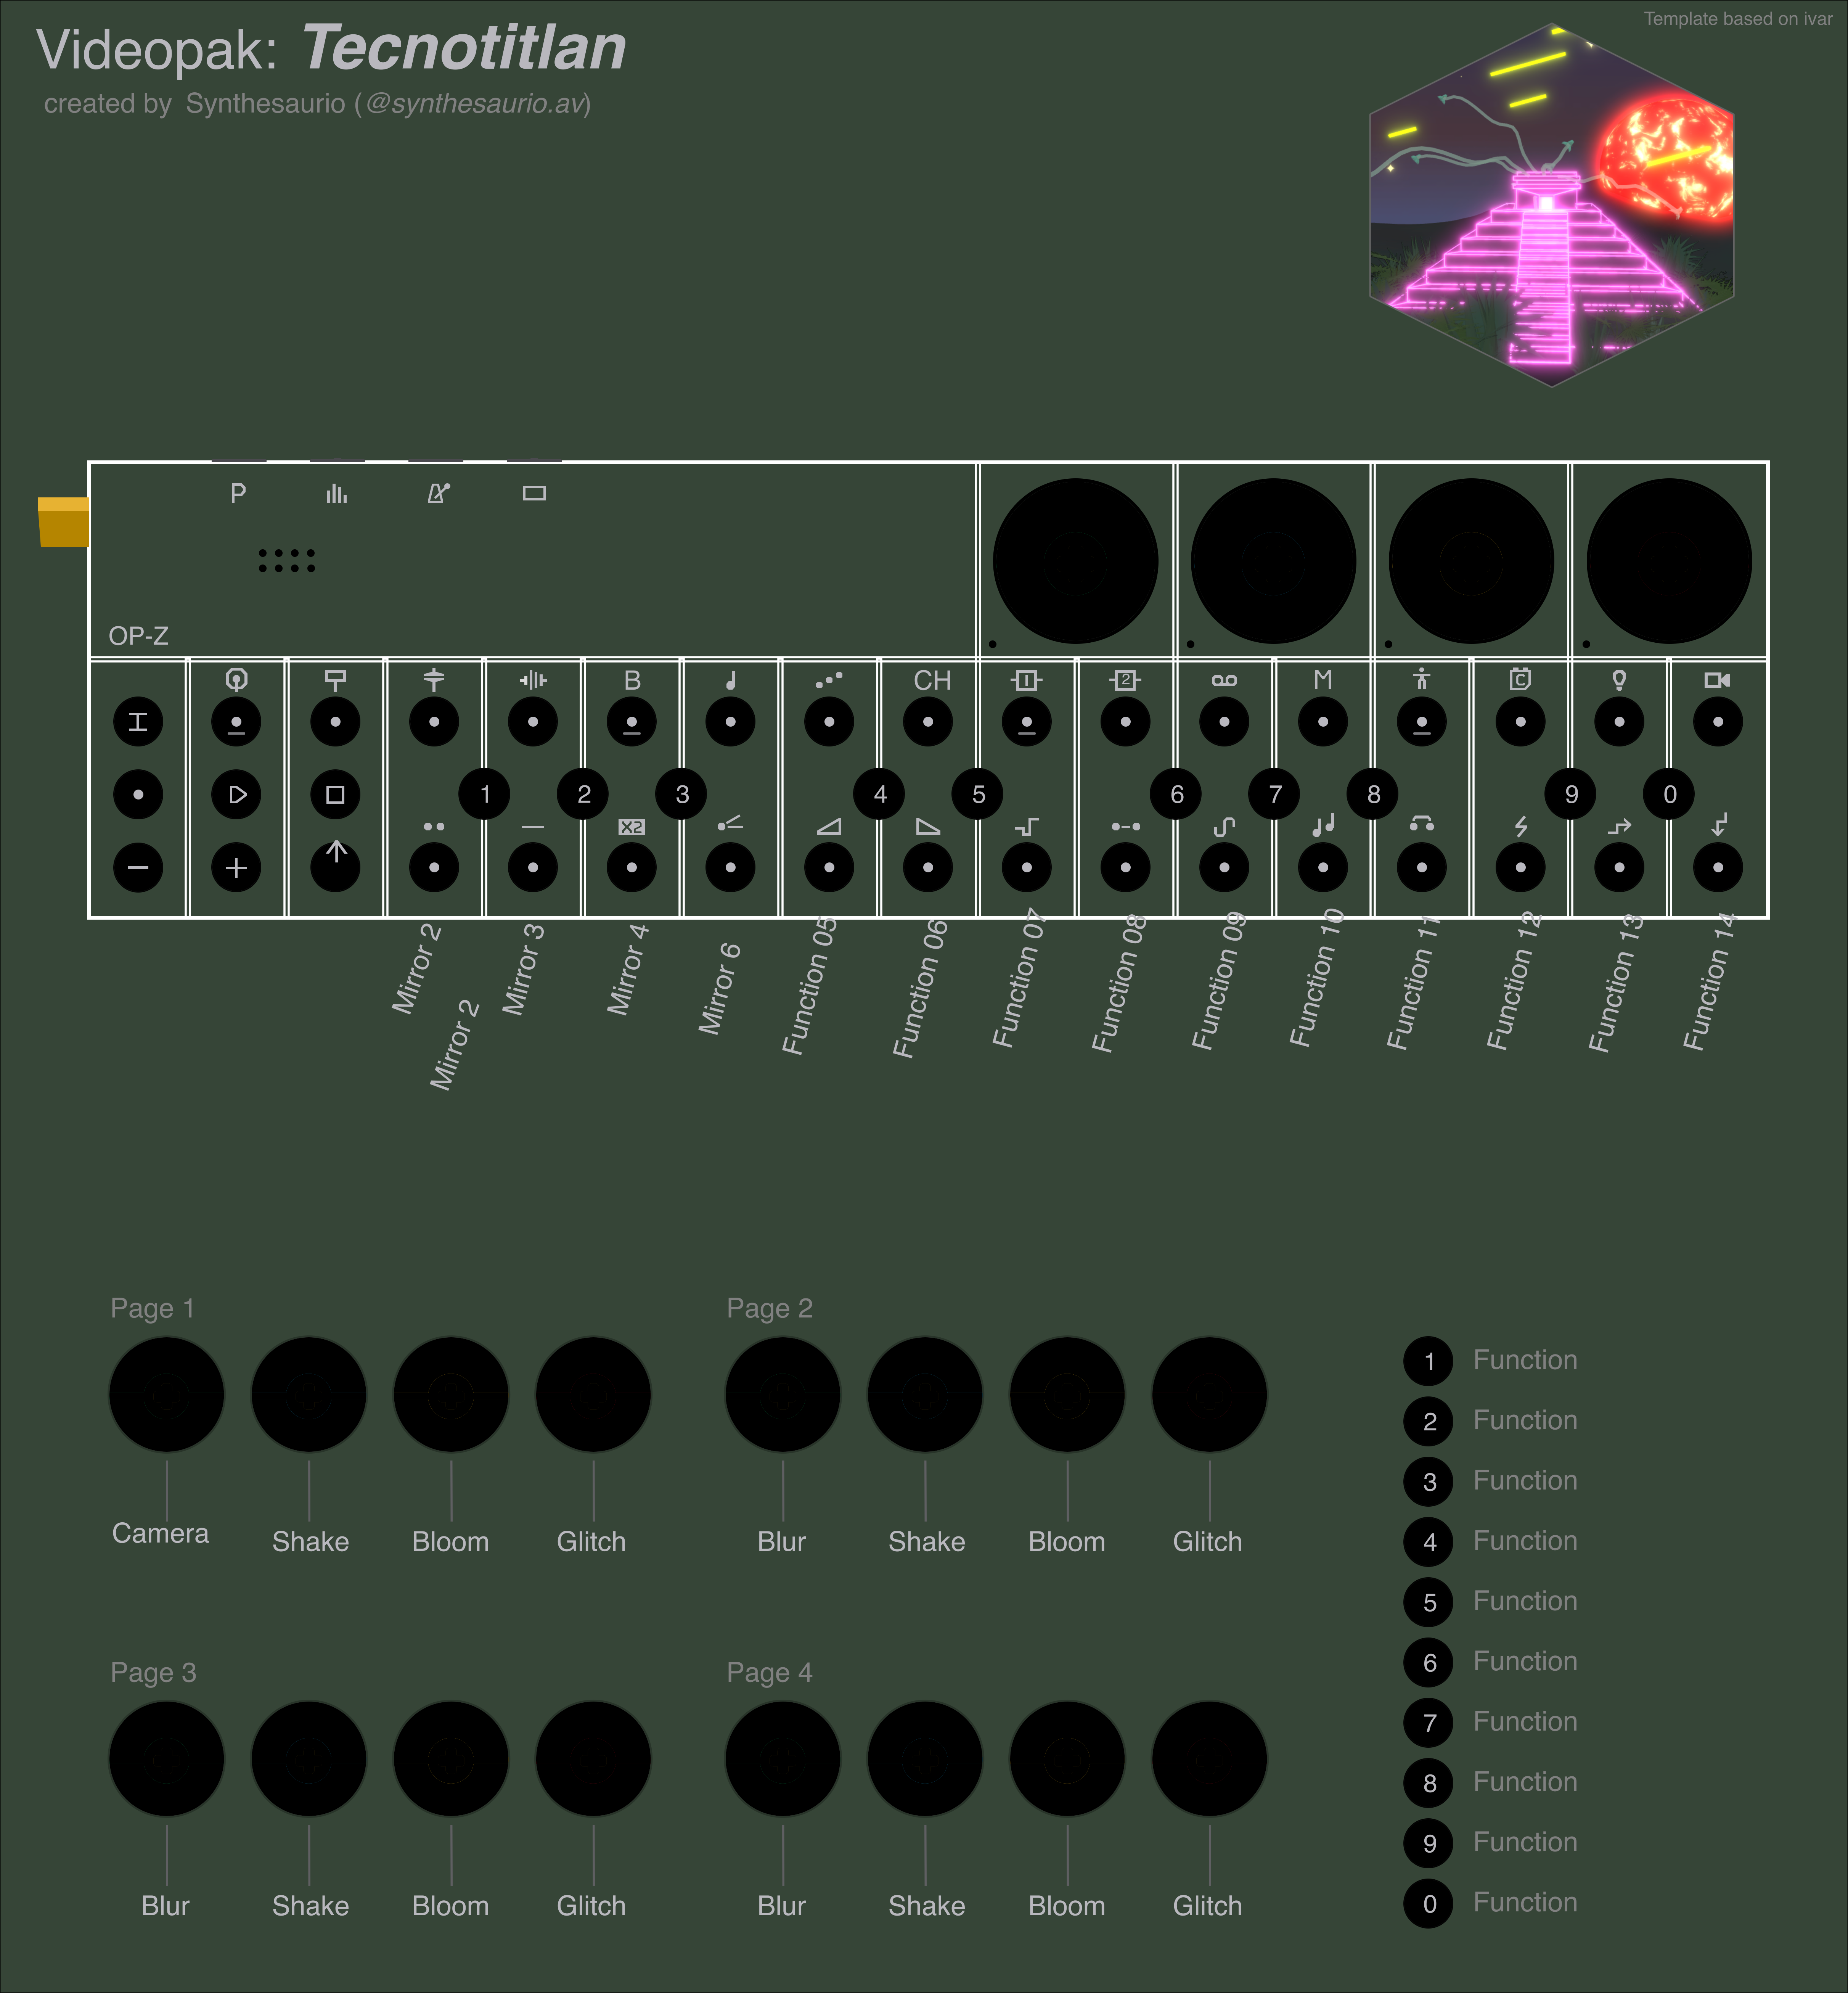 Template based on ivar
Videopak: Tecnotitlan
created by Synthesaurio (@synthesaurio.av)
P
OP-Z
B CH 1 2 M C
1 2 3 4 5 6 7 8 9 0
X2
Mirror 2
Mirror 2
Mirror 3
Mirror 4
Mirror 6
Function 05
Function 06
Function 07
Function 08
Function 09
Function 10
Function 11
Function 12
Function 13
Function 14
Page 1
Camera Shake Bloom Glitch
Page 2
Blur Shake Bloom Glitch
Page 3
Blur Shake Bloom Glitch
Page 4
Blur Shake Bloom Glitch
1 Function
2 Function
3 Function
4 Function
5 Function
6 Function
7 Function
8 Function
9 Function
0 Function